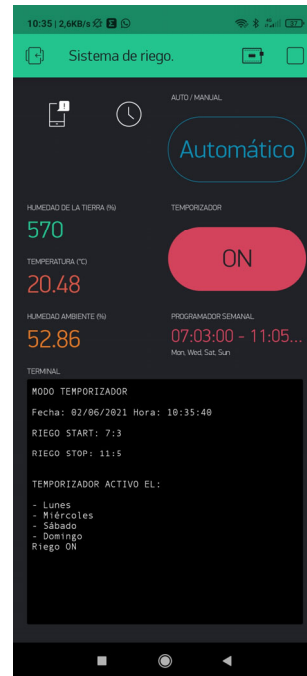 10:35 | 2,6KB/s
Sistema de riego.
AUTO / MANUAL
Automático
HUMEDAD DE LA TIERRA (%)
570
TEMPORIZADOR
ON
TEMPERATURA (°C)
20.48
HUMEDAD AMBIENTE (%)
52.86
PROGRAMADOR SEMANAL
07:03:00 - 11:05...
Mon, Wed, Sat, Sun
TERMINAL
MODO TEMPORIZADOR
Fecha: 02/06/2021 Hora: 10:35:40
RIEGO START: 7:3
RIEGO STOP: 11:5
TEMPORIZADOR ACTIVO EL:
- Lunes
- Miércoles
- Sábado
- Domingo
Riego ON